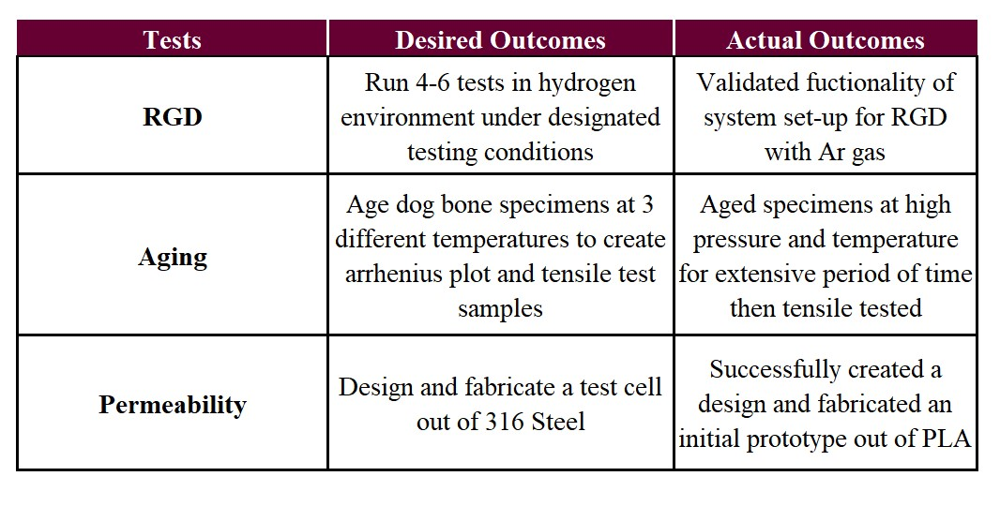 Tests
Desired Outcomes
Actual Outcomes
RGD
Run 4-6 tests in hydrogen
environment under designated
testing conditions
Validated fuctionality of
system set-up for RGD
with Ar gas
Aging
Age dog bone specimens at 3
different temperatures to create
arrhenius plot and tensile test
samples
Aged specimens at high
pressure and temperature
for extensive period of time
then tensile tested
Permeability
Design and fabricate a test cell
out of 316 Steel
Successfully created a
design and fabricated an
initial prototype out of PLA